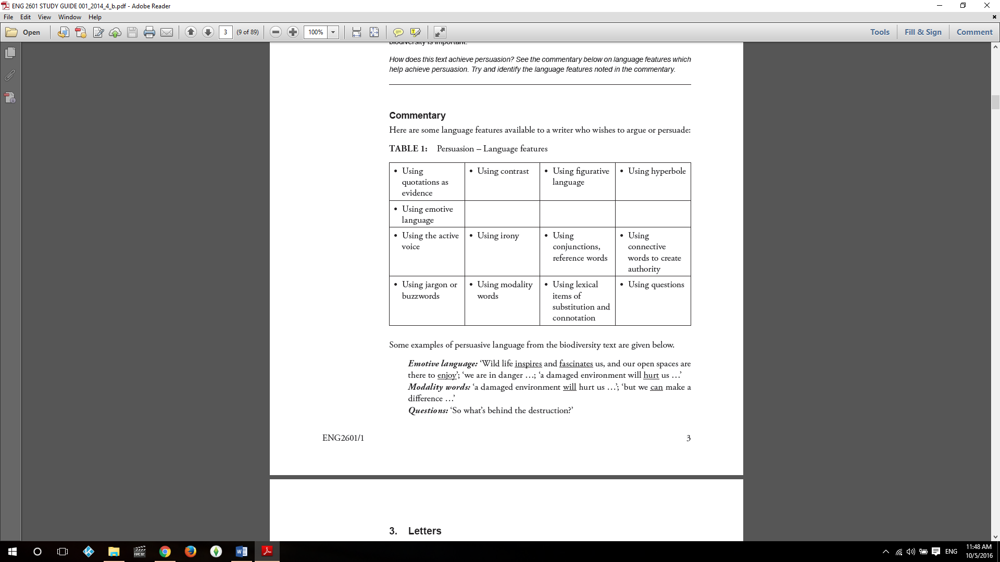 ENG 2601 STUDY GUIDE 001_2014_4_b.pdf - Adobe Reader
File Edit View Window Help
Open 3 (9 of 89) 100% Tools Fill & Sign Comment
biodiversity is important.
How does this text achieve persuasion? See the commentary below on language features which
help achieve persuasion. Try and identify the language features noted in the commentary.
Commentary
Here are some language features available to a writer who wishes to argue or persuade:
TABLE 1: Persuasion – Language features
• Using
quotations as
evidence
• Using contrast
• Using figurative
language
• Using hyperbole
• Using emotive
language
• Using the active
voice
• Using irony
• Using
conjunctions,
reference words
• Using
connective
words to create
authority
• Using jargon or
buzzwords
• Using modality
words
• Using lexical
items of
substitution and
connotation
• Using questions
Some examples of persuasive language from the biodiversity text are given below.
Emotive language: ‘Wild life inspires and fascinates us, and our open spaces are
there to enjoy’; ‘we are in danger …; ‘a damaged environment will hurt us …’
Modality words: ‘a damaged environment will hurt us …’; ‘but we can make a
difference …’
Questions: ‘So what’s behind the destruction?’
ENG2601/1 3
3. Letters
ENG
11:48 AM
10/5/2016